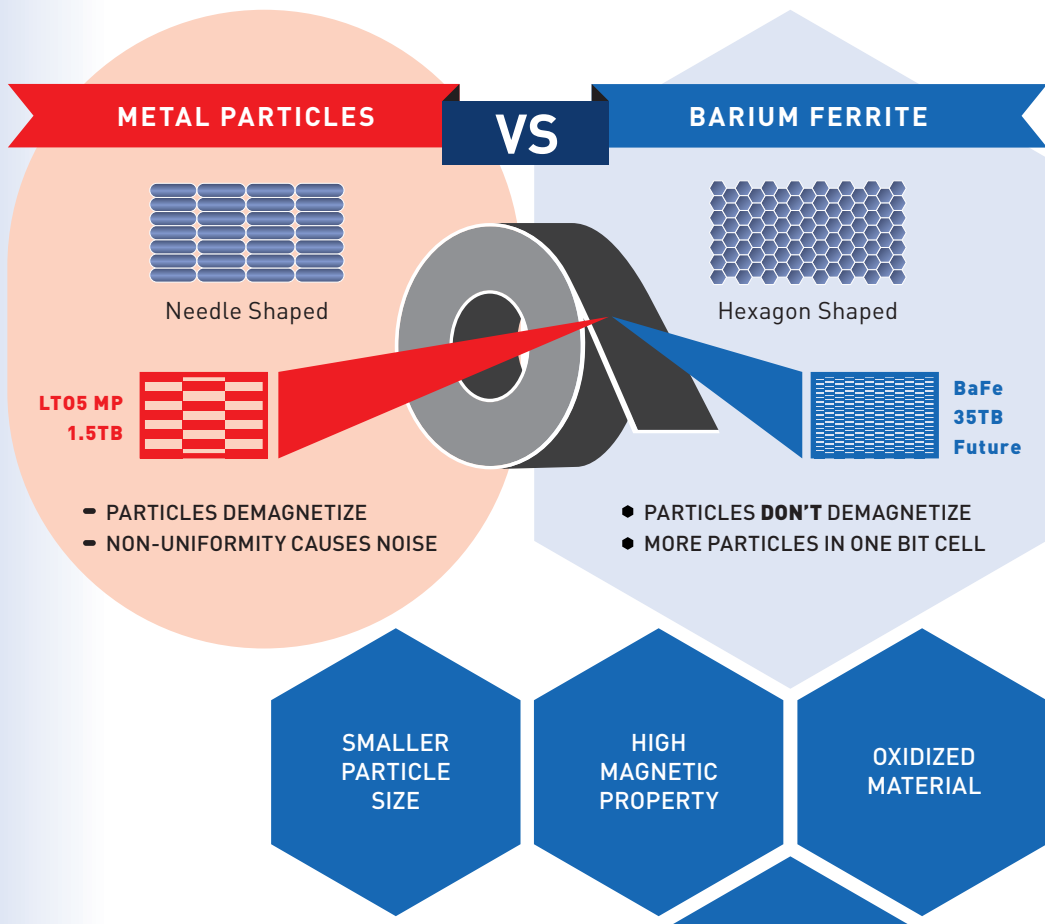 METAL PARTICLES
VS
BARIUM FERRITE
Needle Shaped
Hexagon Shaped
LTO5 MP
1.5TB
BaFe
35TB
Future
PARTICLES DEMAGNETIZE
NON-UNIFORMITY CAUSES NOISE
PARTICLES DON'T DEMAGNETIZE
MORE PARTICLES IN ONE BIT CELL
SMALLER
PARTICLE
SIZE
HIGH
MAGNETIC
PROPERTY
OXIDIZED
MATERIAL